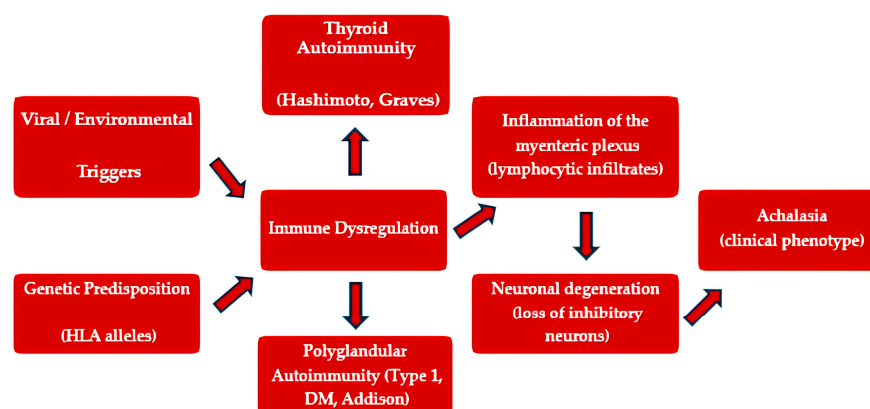 Thyroid
Autoimmunity
(Hashimoto, Graves)
Viral / Environmental
Triggers
Inflammation of the
myenteric plexus
(lymphocytic infiltrates)
Immune Dysregulation
Achalasia
(clinical phenotype)
Genetic Predisposition
(HLA alleles)
Neuronal degeneration
(loss of inhibitory
neurons)
Polyglandular
Autoimmunity (Type 1,
DM, Addison)